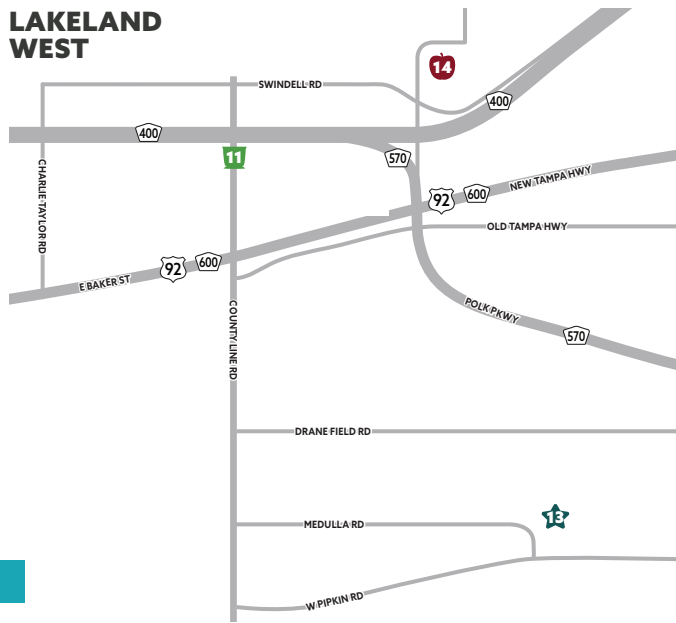 LAKELAND
WEST
14
SWINDELL RD
400
400
11
570
CHARLIE TAYLOR RD
92
600
NEW TAMPA HWY
OLD TAMPA HWY
92
600
E BAKER ST
COUNTY LINE RD
POLK PKWY
570
DRANE FIELD RD
13
MEDULLA RD
W PIPKIN RD